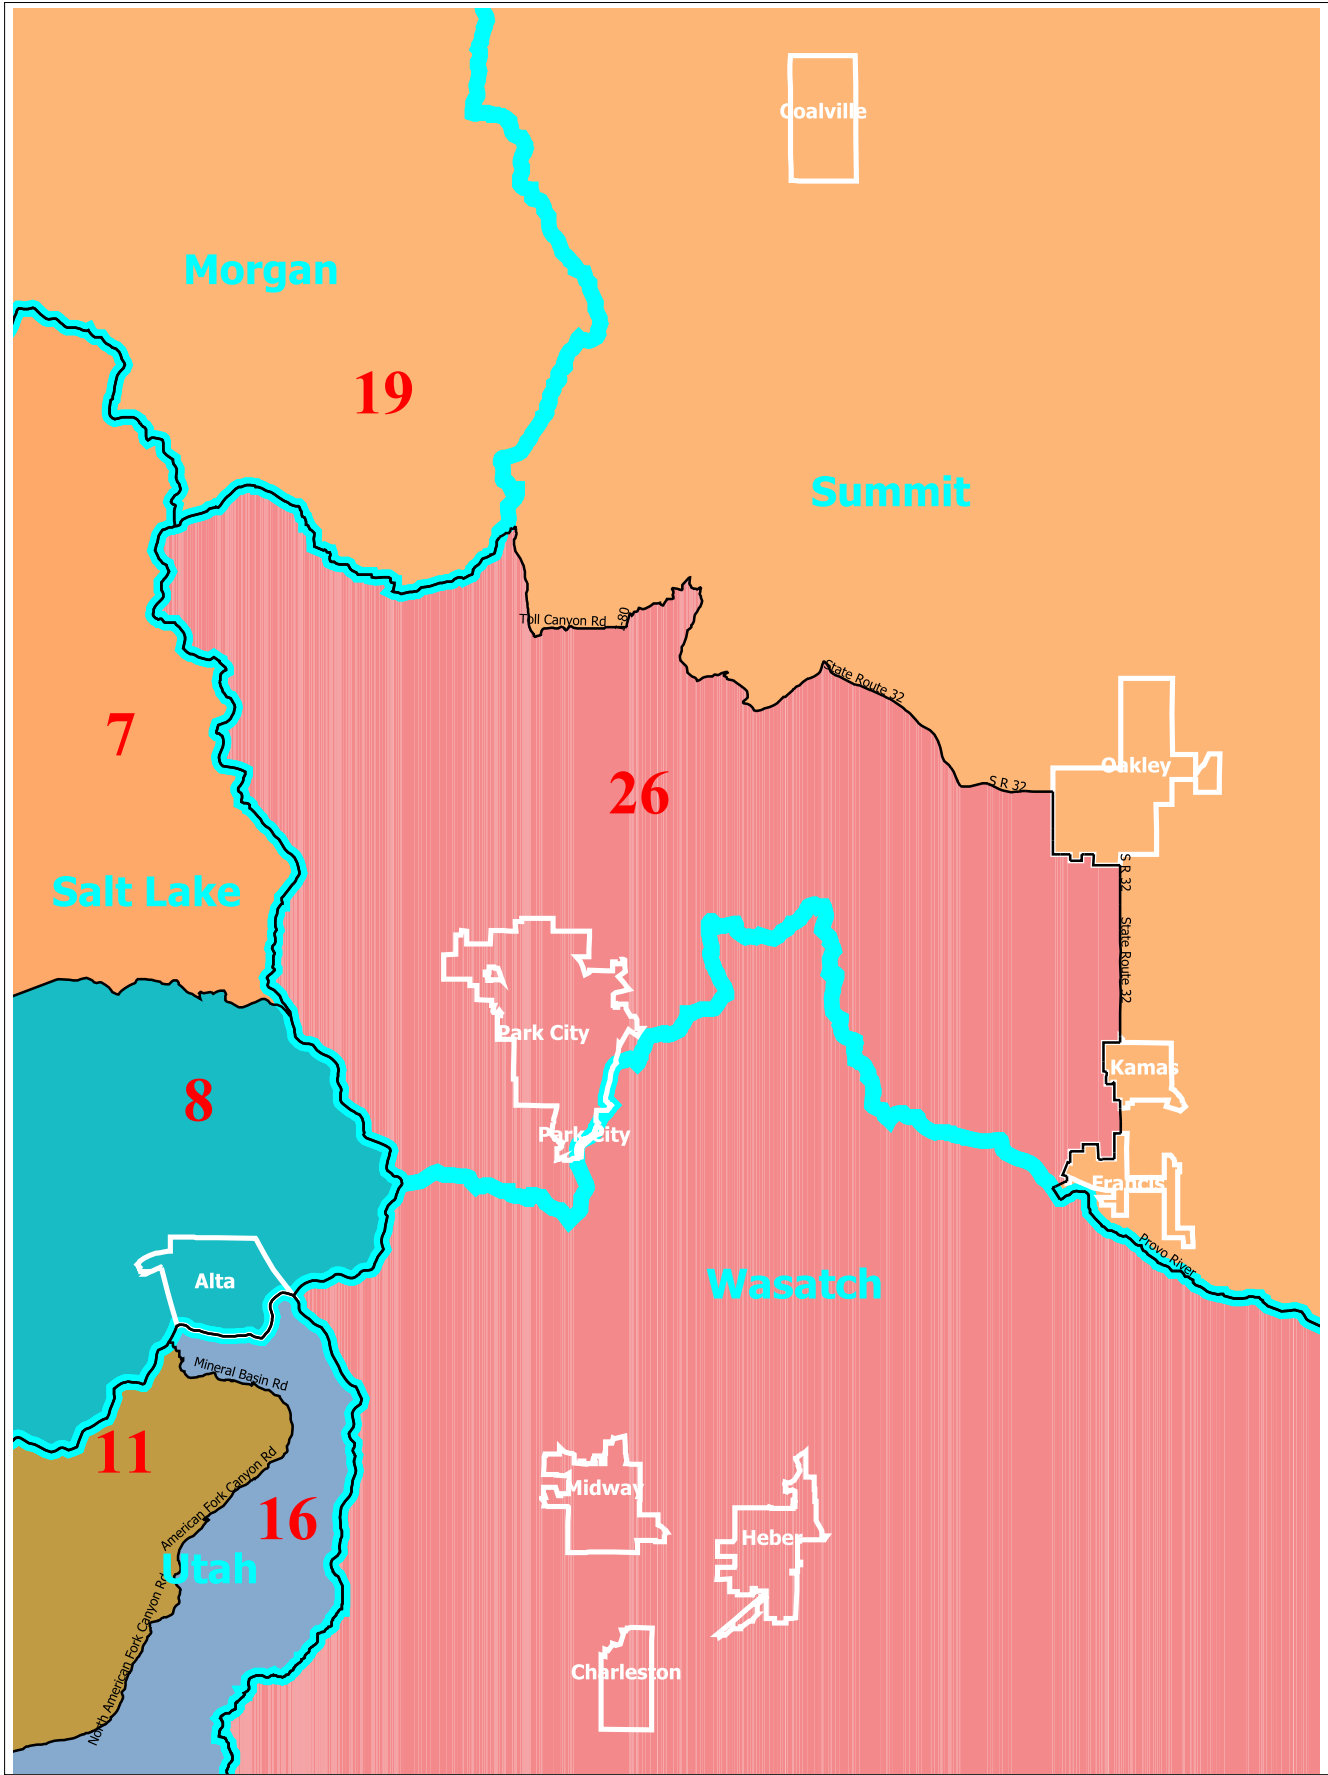 Coalville
Morgan
19
Summit
Toll Canyon Rd
I-80
State Route 32
7
Oakley
26
S R 32
S R 32
Salt Lake
State Route 32
Park City
Kamas
8
Park City
Francis
Provo River
Alta
Wasatch
Mineral Basin Rd
11
American Fork Canyon Rd
Midway
16
Heber
Utah
North American Fork Canyon Rd
Charleston